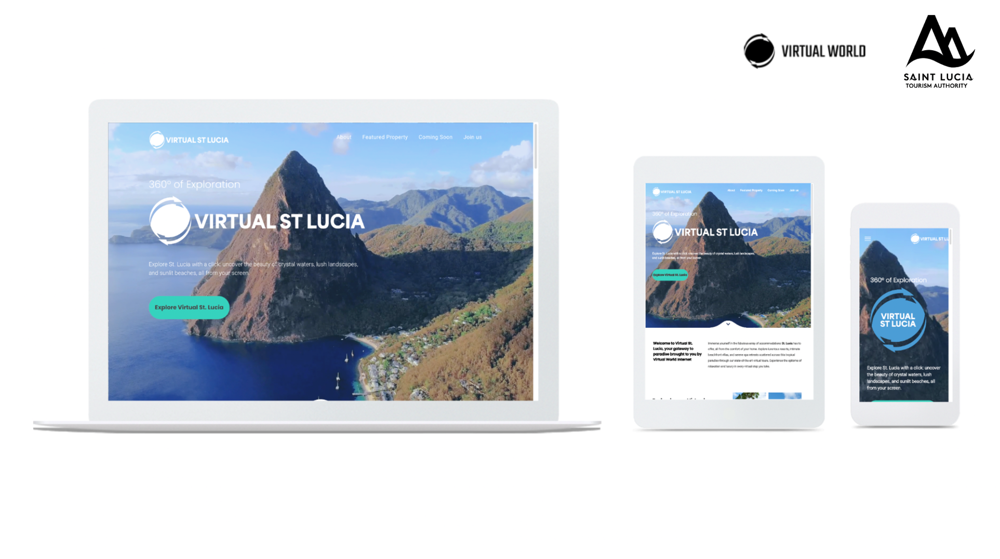 VIRTUAL WORLD
SAINT LUCIA
TOURISM AUTHORITY
VIRTUAL ST LUCIA
About Featured Property Coming Soon Join us
360º of Exploration
VIRTUAL ST LUCIA
Explore St. Lucia with a click: uncover the beauty of crystal waters, lush landscapes,
and sunlit beaches, all from your screen.
Explore Virtual St. Lucia
VIRTUAL ST LUCIA
About Featured Property Coming Soon Join us
360º of Exploration
VIRTUAL ST LUCIA
Explore St. Lucia with a click: uncover the beauty of crystal waters, lush landscapes,
and sunlit beaches, all from your screen.
Explore Virtual St. Lucia
Welcome to Virtual St.
Lucia, your gateway to
paradise brought to you by
Virtual World Internet
Immerse yourself in the fabulous array of accommodations St. Lucia has to
offer, all from the comfort of your home. Explore luxurious resorts, intimate
beachfront villas, and serene spa retreats scattered across this tropical
paradise through our state-of-the-art virtual tours. Experience the epitome of
relaxation and luxury in every virtual step you take.
VIRTUAL ST LU
360º of Exploration
VIRTUAL
ST LUCIA
Explore St. Lucia with a click: uncover
the beauty of crystal waters, lush
landscapes, and sunlit beaches, all
from your screen.